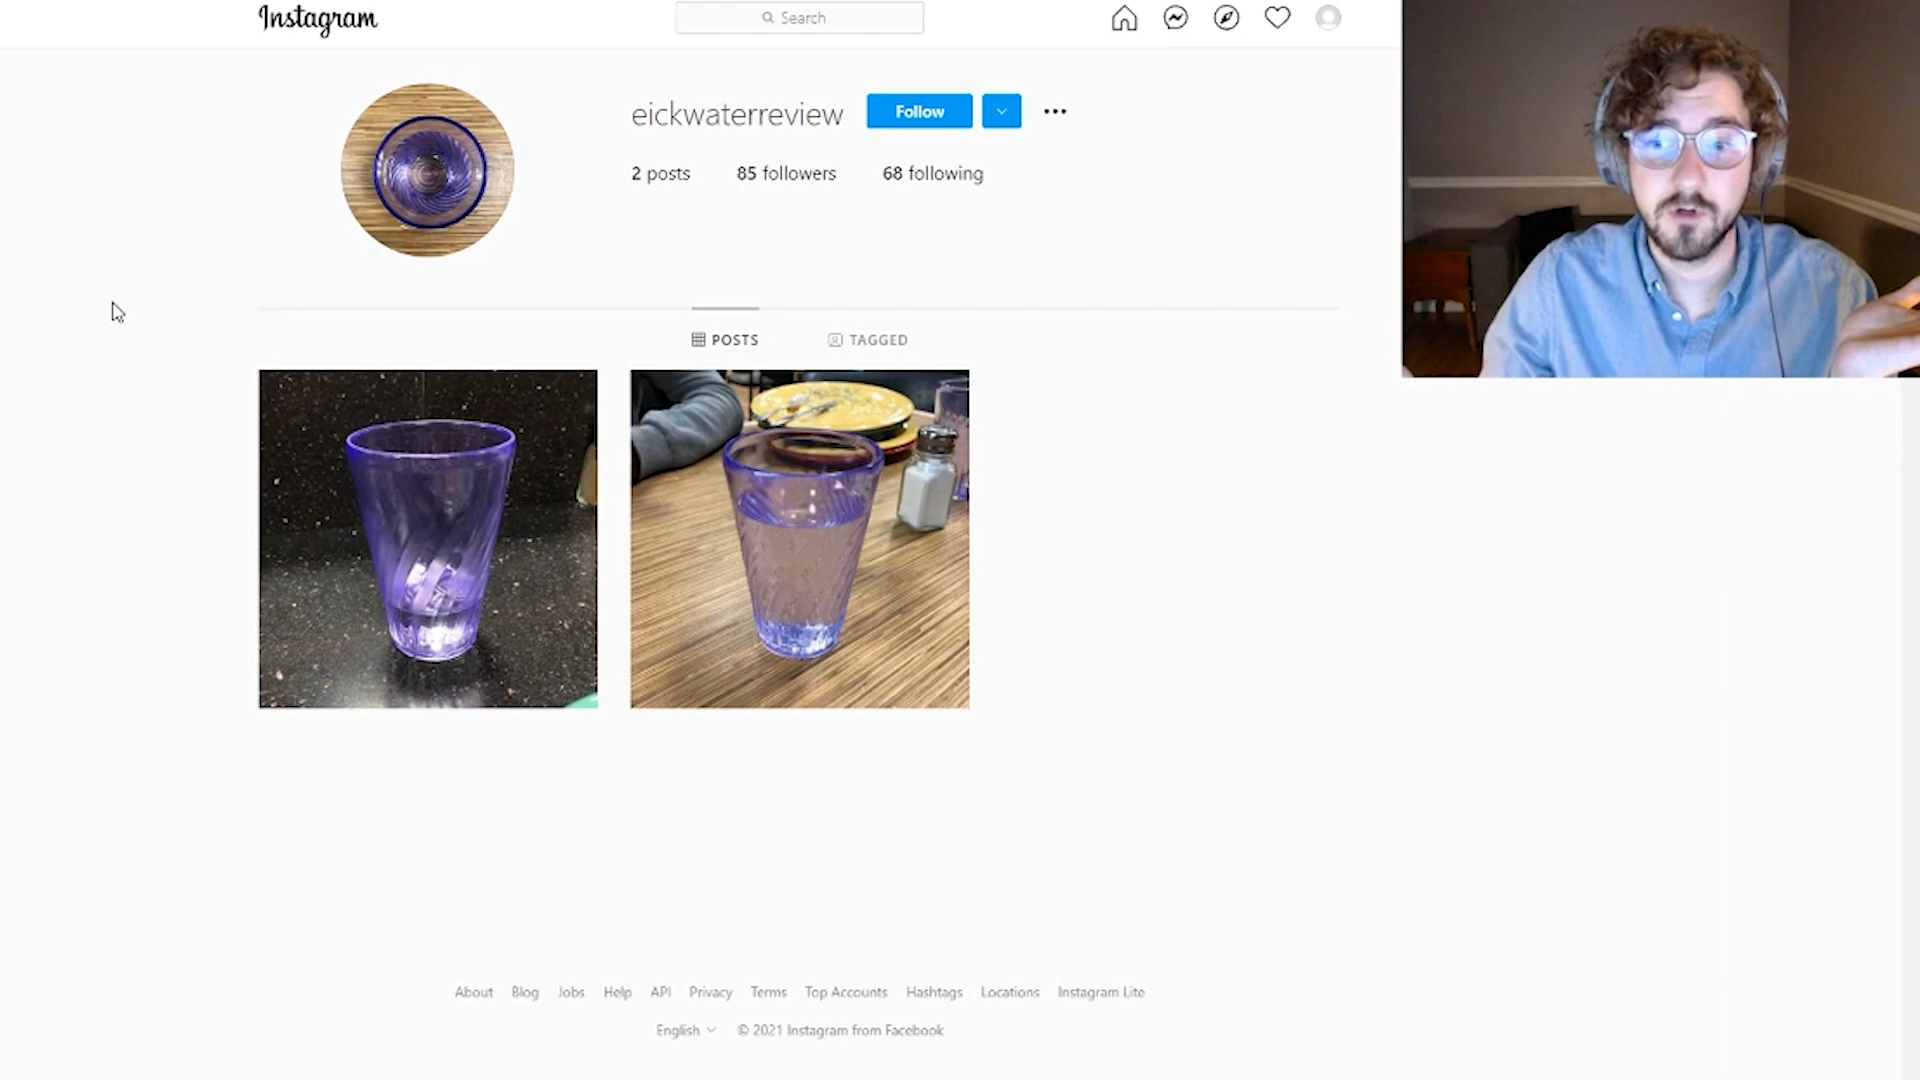 Instagram
Search
eickwaterreview
Follow
2 posts
85 followers
68 following
POSTS
TAGGED
About
Blog
Jobs
Help
API
Privacy
Terms
Top Accounts
Hashtags
Locations
Instagram Lite
English
© 2021 Instagram from Facebook